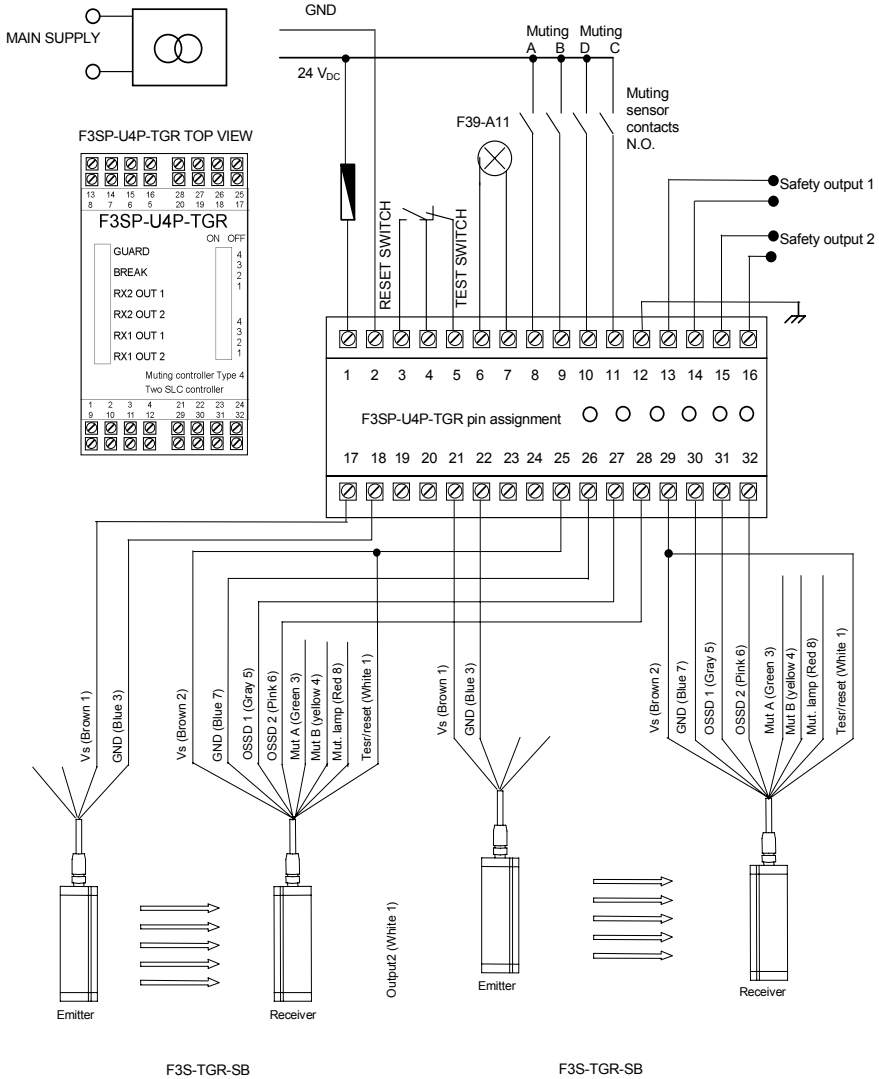 GND
MAIN SUPPLY
24 VDC
Muting Muting
A B D C
Muting
sensor
contacts
N.O.
F39-A11
F3SP-U4P-TGR TOP VIEW
13 14 15 16 28 27 26 25
8 7 6 5 20 19 18 17
F3SP-U4P-TGR
ON OFF
GUARD
BREAK
RX2 OUT 1
RX2 OUT 2
RX1 OUT 1
RX1 OUT 2
4
3
2
1
4
3
2
1
Muting controller Type 4
Two SLC controller
1 2 3 4 21 22 23 24
9 10 11 12 29 30 31 32
RESET SWITCH
TEST SWITCH
Safety output 1
Safety output 2
1 2 3 4 5 6 7 8 9 10 11 12 13 14 15 16
F3SP-U4P-TGR pin assignment
17 18 19 20 21 22 23 24 25 26 27 28 29 30 31 32
Vs (Brown 1)
GND (Blue 3)
Vs (Brown 2)
GND (Blue 7)
OSSD 1 (Gray 5)
OSSD 2 (Pink 6)
Mut A (Green 3)
Mut B (yellow 4)
Mut. lamp (Red 8)
Tesr/reset (White 1)
Vs (Brown 1)
GND (Blue 3)
Vs (Brown 2)
GND (Blue 7)
OSSD 1 (Gray 5)
OSSD 2 (Pink 6)
Mut A (Green 3)
Mut B (yellow 4)
Mut. lamp (Red 8)
Tesr/reset (White 1)
Output2 (White 1)
Emitter
Receiver
Emitter
Receiver
F3S-TGR-SB
F3S-TGR-SB